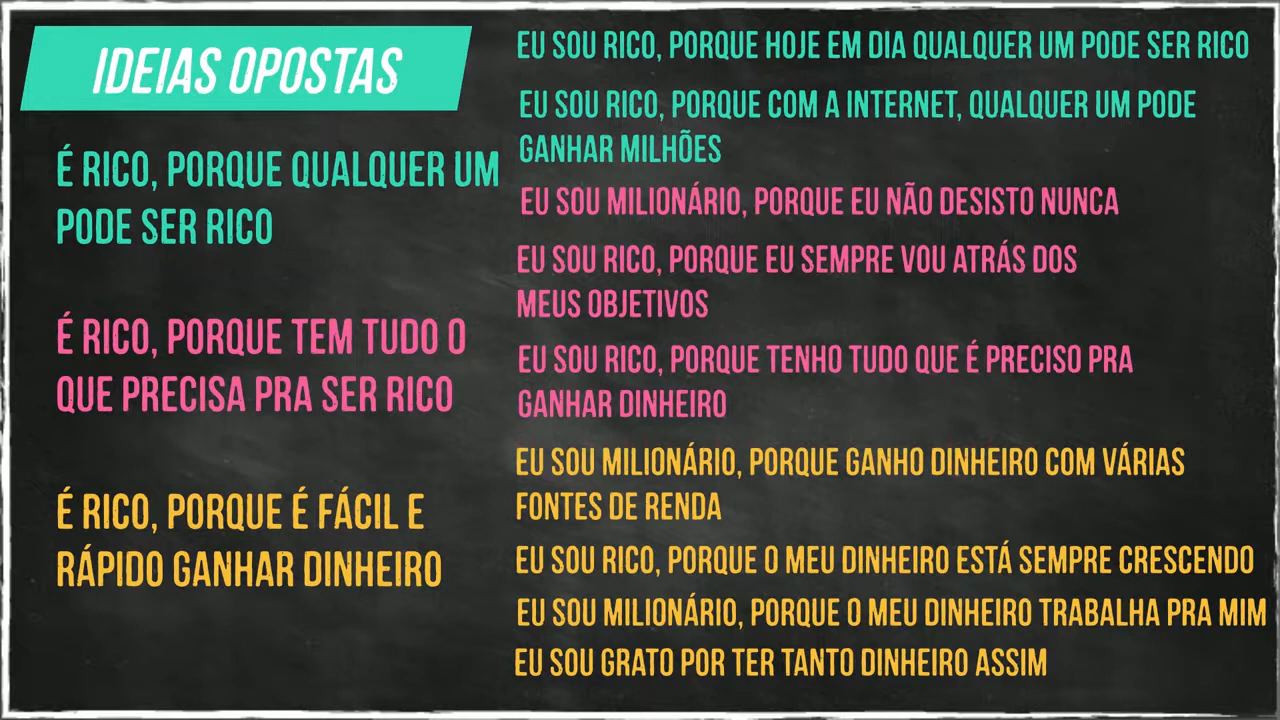 IDEIAS OPOSTAS
É RICO, PORQUE QUALQUER UM
PODE SER RICO
É RICO, PORQUE TEM TUDO O
QUE PRECISA PRA SER RICO
É RICO, PORQUE É FÁCIL E
RÁPIDO GANHAR DINHEIRO
EU SOU RICO, PORQUE HOJE EM DIA QUALQUER UM PODE SER RICO
EU SOU RICO, PORQUE COM A INTERNET, QUALQUER UM PODE
GANHAR MILHÕES
EU SOU MILIONÁRIO, PORQUE EU NÃO DESISTO NUNCA
EU SOU RICO, PORQUE EU SEMPRE VOU ATRÁS DOS
MEUS OBJETIVOS
EU SOU RICO, PORQUE TENHO TUDO QUE É PRECISO PRA
GANHAR DINHEIRO
EU SOU MILIONÁRIO, PORQUE GANHO DINHEIRO COM VÁRIAS
FONTES DE RENDA
EU SOU RICO, PORQUE O MEU DINHEIRO ESTÁ SEMPRE CRESCENDO
EU SOU MILIONÁRIO, PORQUE O MEU DINHEIRO TRABALHA PRA MIM
EU SOU GRATO POR TER TANTO DINHEIRO ASSIM